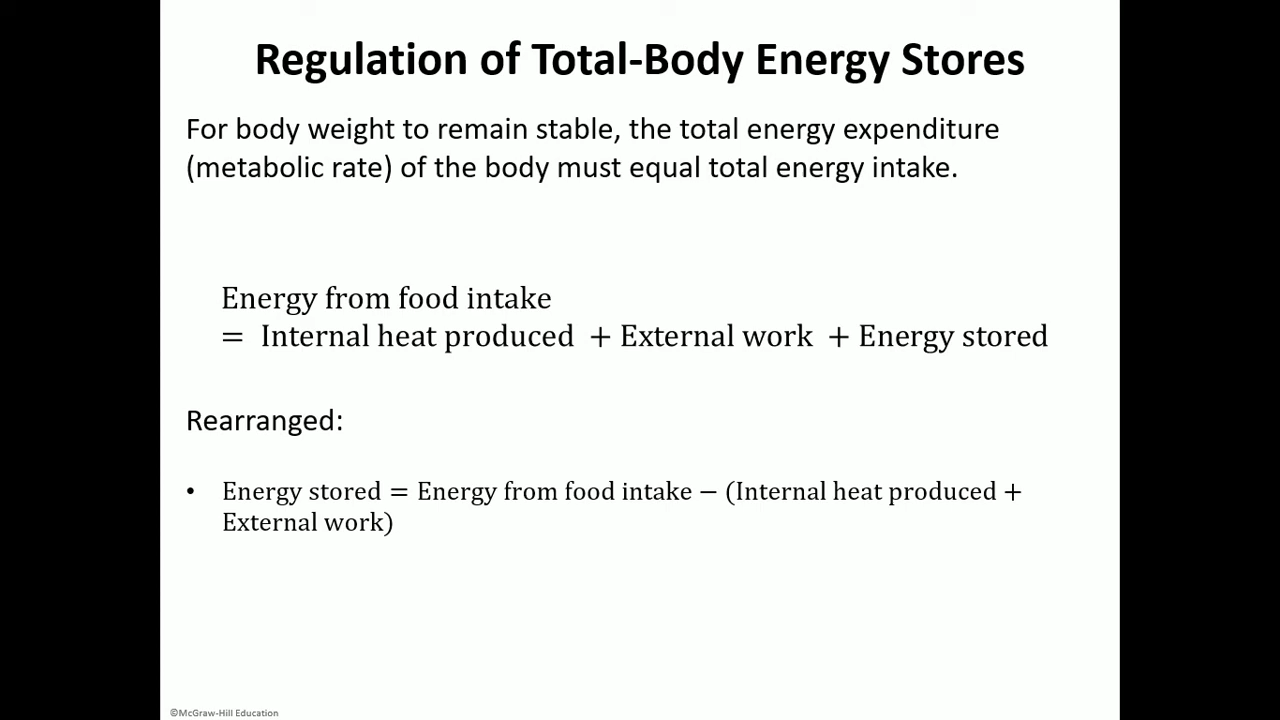 Regulation of Total-Body Energy Stores
For body weight to remain stable, the total energy expenditure
(metabolic rate) of the body must equal total energy intake.
Energy from food intake
= Internal heat produced + External work + Energy stored
Rearranged:
• Energy stored = Energy from food intake − (Internal heat produced +
External work)
©McGraw-Hill Education